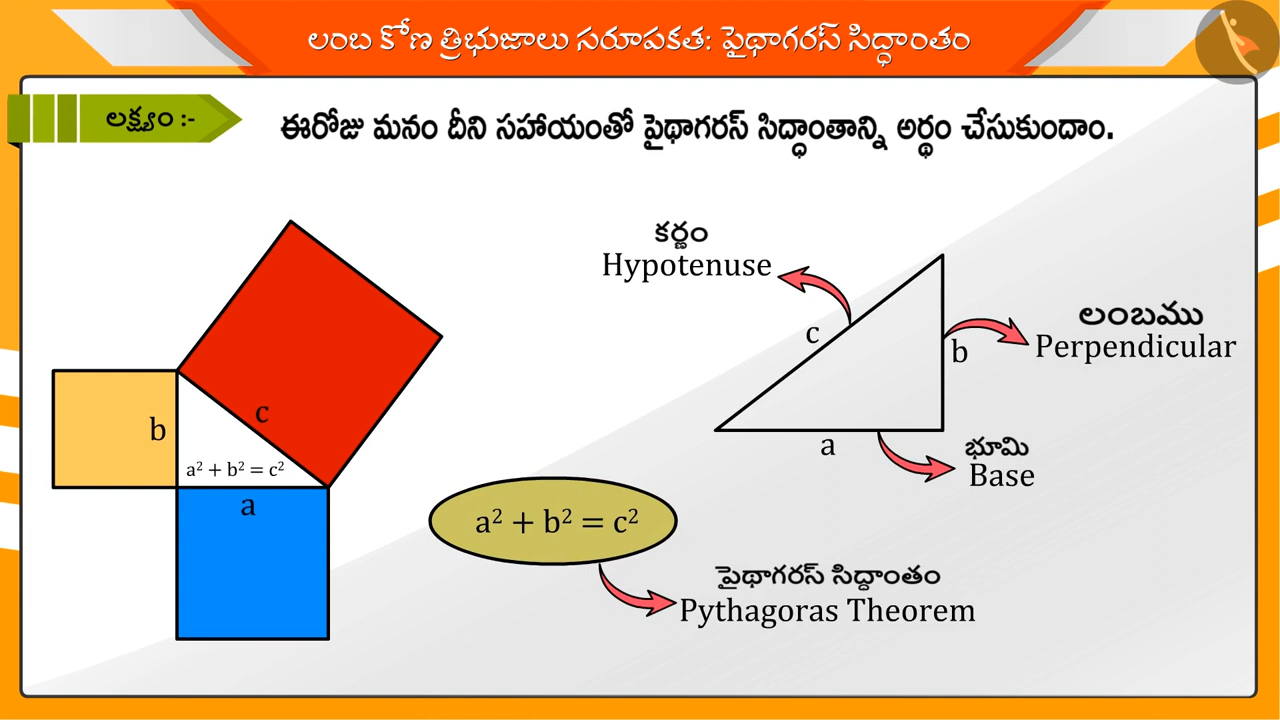 లంబ కోణ త్రిభుజాలు సరూపకత: పైథాగరస్ సిద్ధాంతం
లక్ష్యం :-
ఈరోజు మనం దీని సహాయంతో పైథాగరస్ సిద్ధాంతాన్ని అర్థం చేసుకుందాం.
కర్ణం
Hypotenuse
c
b
లంబము
Perpendicular
a
భూమి
Base
b
c
a² + b² = c²
a
a² + b² = c²
పైథాగరస్ సిద్ధాంతం
Pythagoras Theorem